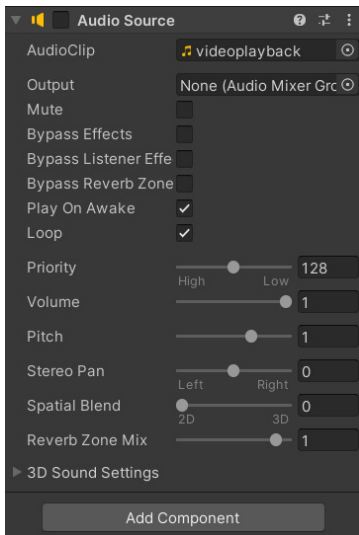 Audio Source
AudioClip videoplayback
Output None (Audio Mixer Grc
Mute
Bypass Effects
Bypass Listener Effe
Bypass Reverb Zone
Play On Awake
Loop
Priority 128
High Low
Volume 1
Pitch 1
Stereo Pan 0
Left Right
Spatial Blend 0
2D 3D
Reverb Zone Mix 1
3D Sound Settings
Add Component